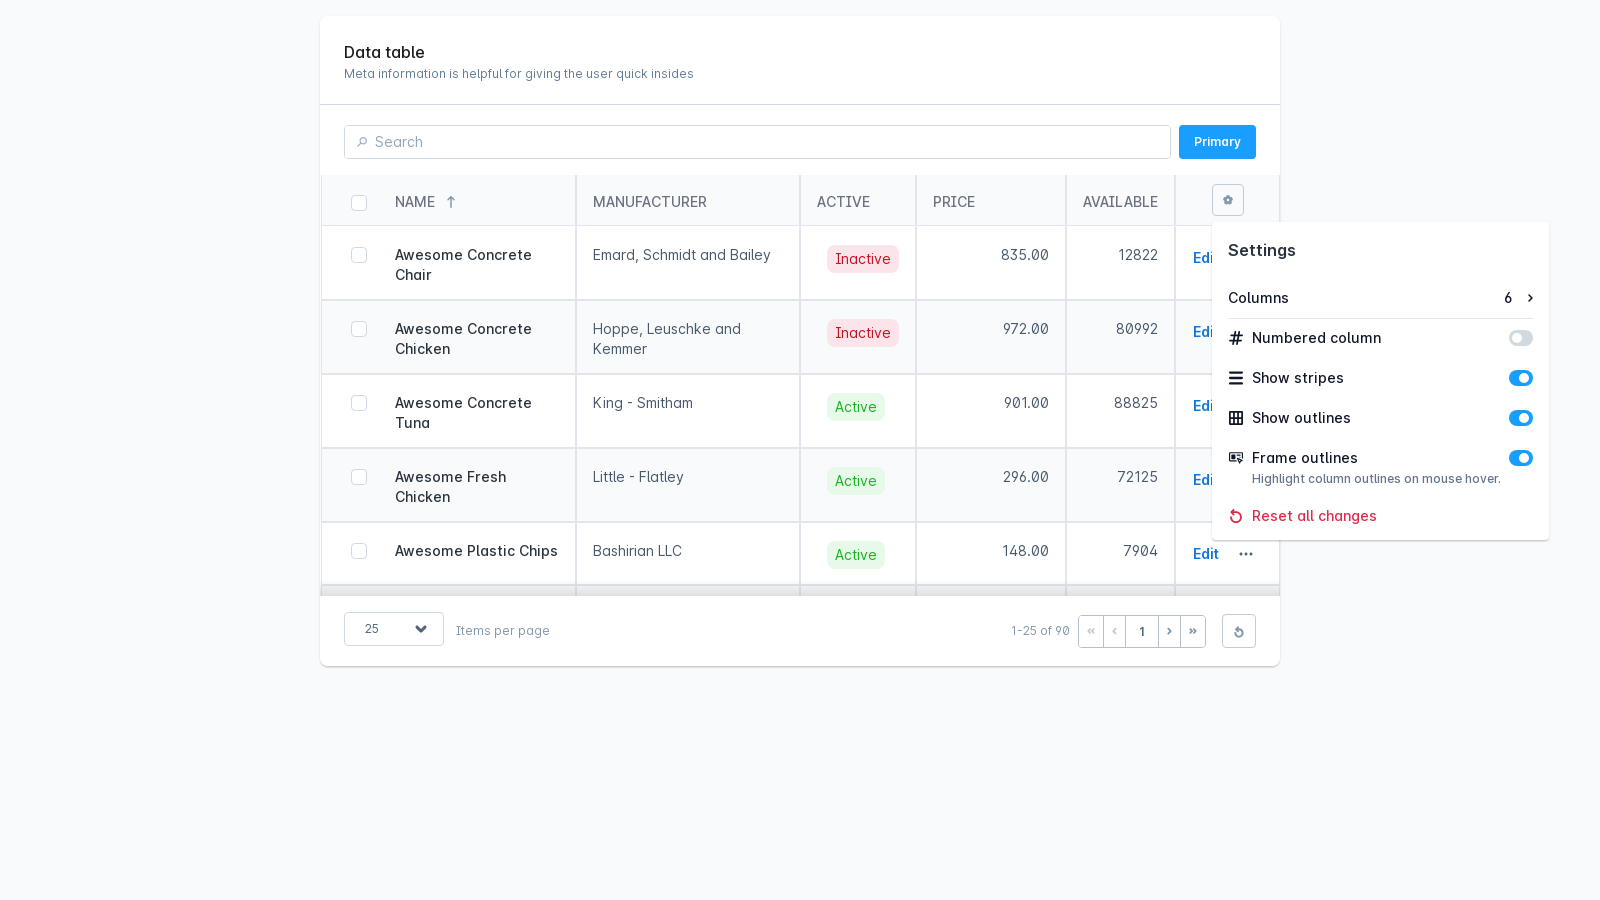 Data table
Meta information is helpful for giving the user quick insides
Search
Primary
NAME MANUFACTURER ACTIVE PRICE AVAILABLE
Awesome Concrete Chair Emard, Schmidt and Bailey Inactive 835.00 12822 Edi
Awesome Concrete Chicken Hoppe, Leuschke and Kemmer Inactive 972.00 80992 Edi
Awesome Concrete Tuna King - Smitham Active 901.00 88825 Edi
Awesome Fresh Chicken Little - Flatley Active 296.00 72125 Edi
Awesome Plastic Chips Bashirian LLC Active 148.00 7904 Edit
Settings
Columns 6
Numbered column
Show stripes
Show outlines
Frame outlines
Highlight column outlines on mouse hover.
Reset all changes
25 Items per page 1-25 of 90 « ‹ 1 › »